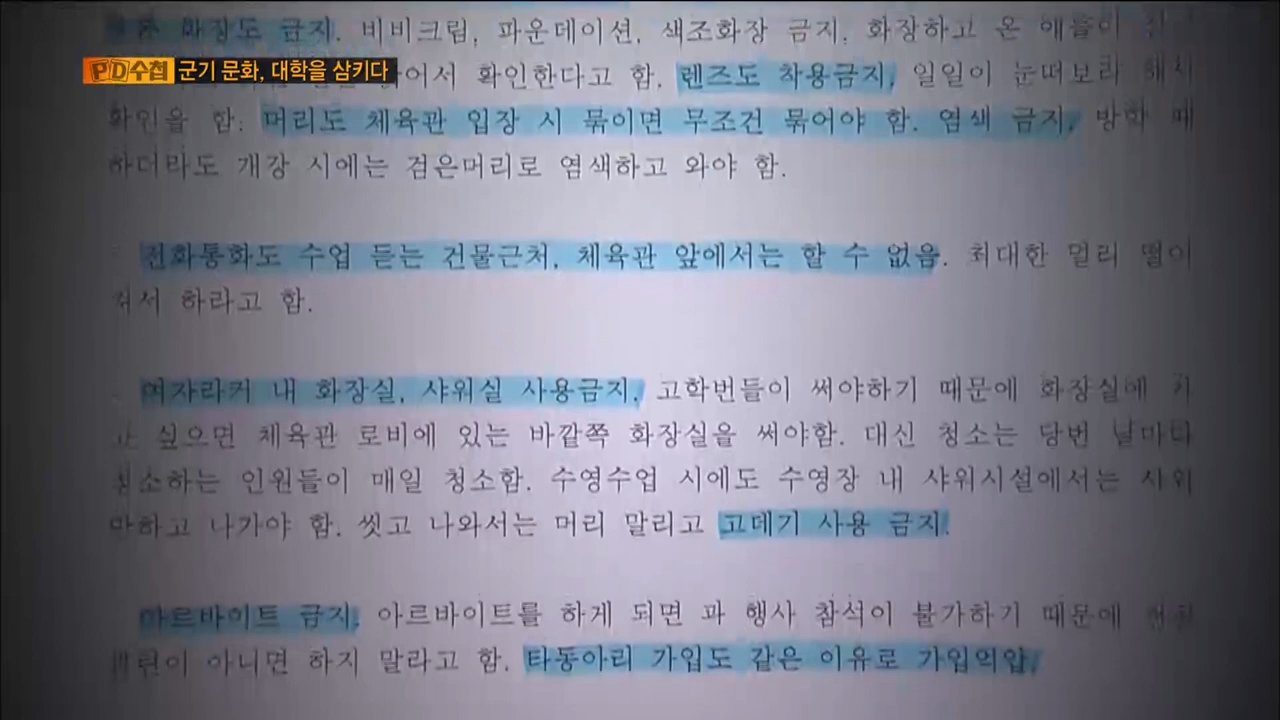 화장도 금지. 비비크림, 파운데이션, 색조화장 금지. 화장하고 온 애들이
PD수첩 군기 문화, 대학을 삼키다
확인한다고 함. 렌즈도 착용금지, 일일이 눈떠보라 해서
확인을 함. 머리도 체육관 입장 시 묶이면 무조건 묶어야 함. 염색 금지, 방학 때
하더라도 개강 시에는 검은머리로 염색하고 와야 함.
전화통화도 수업 듣는 건물근처, 체육관 앞에서는 할 수 없음. 최대한 멀리 떨어
져서 하라고 함.
여자라커 내 화장실, 샤워실 사용금지, 고학번들이 써야하기 때문에 화장실에
싶으면 체육관 로비에 있는 바깥쪽 화장실을 써야함. 대신 청소는 당번 날마다
청소하는 인원들이 매일 청소함. 수영수업 시에도 수영장 내 샤워시설에서는 샤워
만하고 나가야 함. 씻고 나와서는 머리 말리고 고데기 사용 금지.
아르바이트 금지, 아르바이트를 하게 되면 과 행사 참석이 불가하기 때문에
이 아니면 하지 말라고 함. 타동아리 가입도 같은 이유로 가입억압,